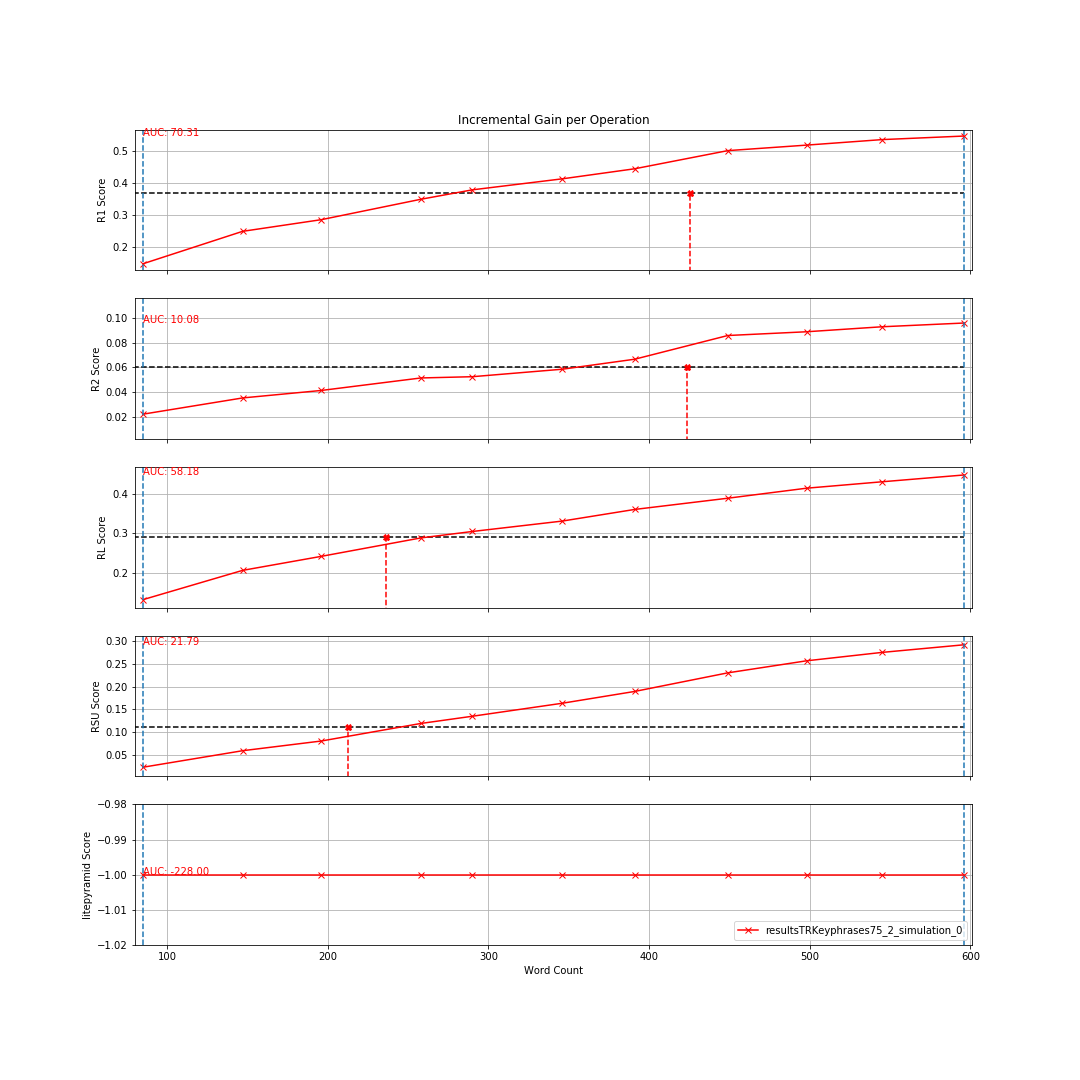 Incremental Gain per Operation
AUC: 70.31
0.5
0.4
0.3
0.2
R1 Score
AUC: 10.08
0.10
0.08
0.06
0.04
0.02
R2 Score
AUC: 58.18
0.4
0.3
0.2
RL Score
AUC: 21.79
0.30
0.25
0.20
0.15
0.10
0.05
RSU Score
−0.98
−0.99
AUC: -228.00
−1.00
−1.01
−1.02
litepyramid Score
resultsTRKeyphrases75_2_simulation_0
100 200 300 400 500 600
Word Count